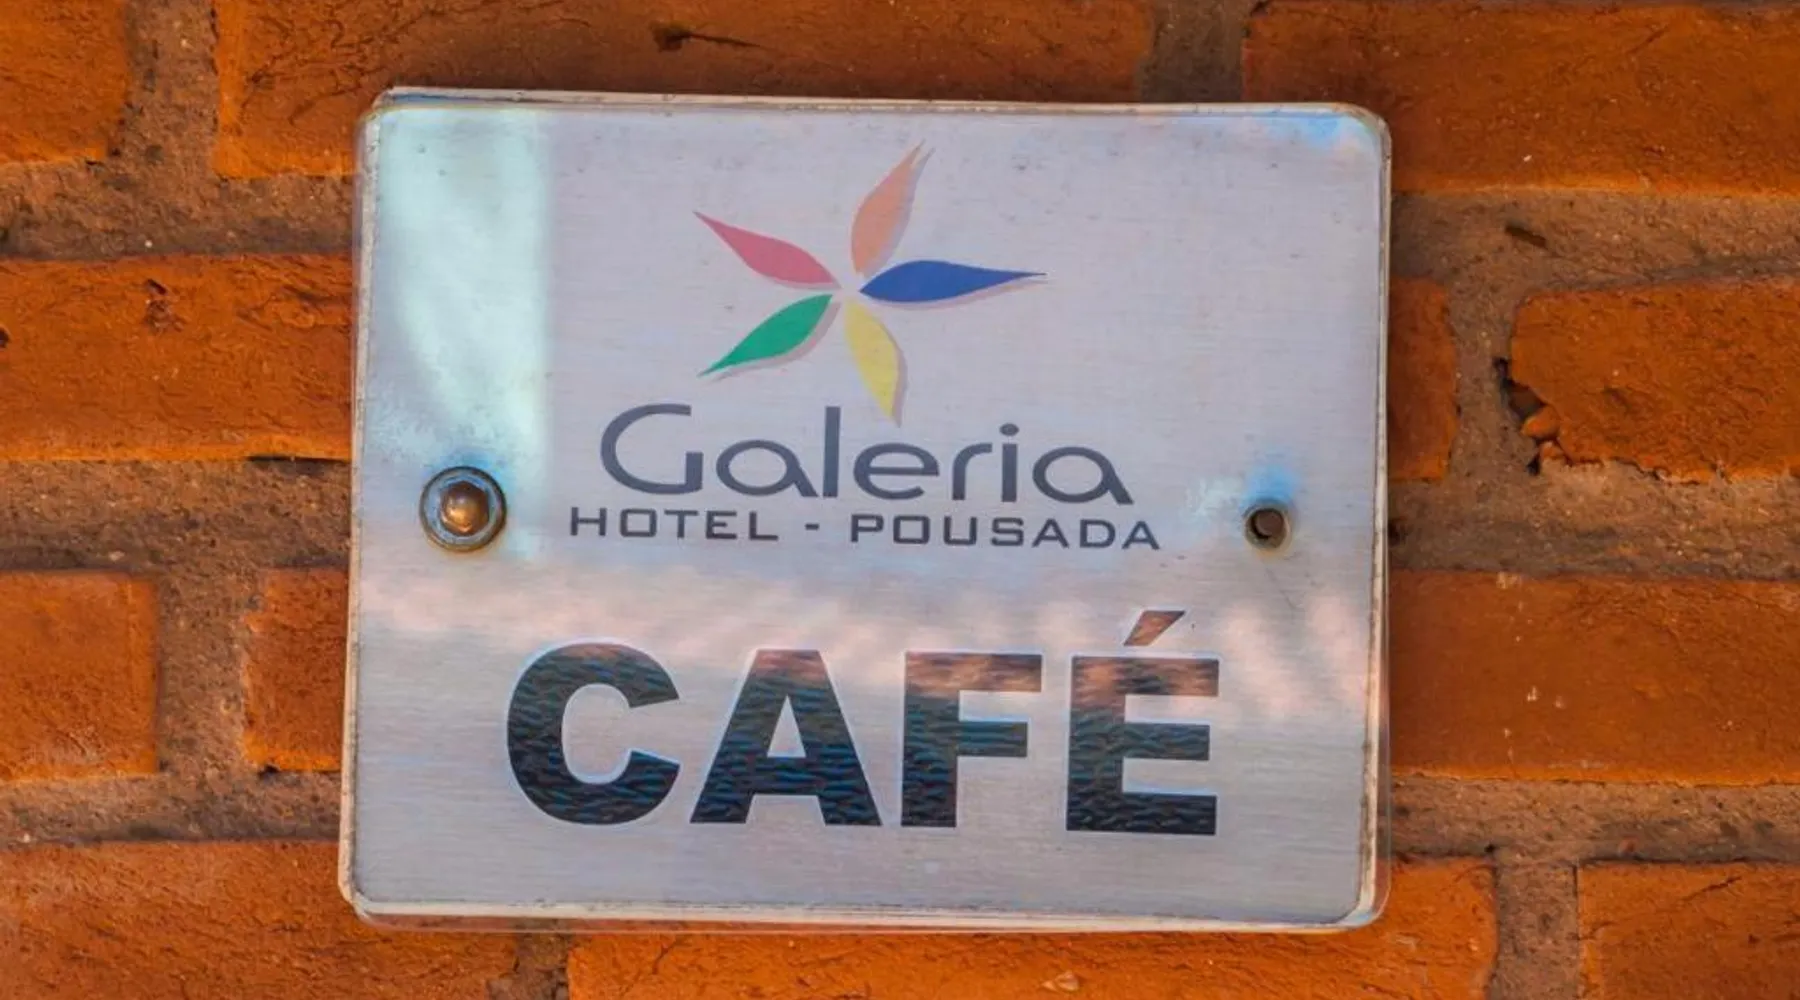 Galeria
HOTEL - POUSADA
CAFÉ